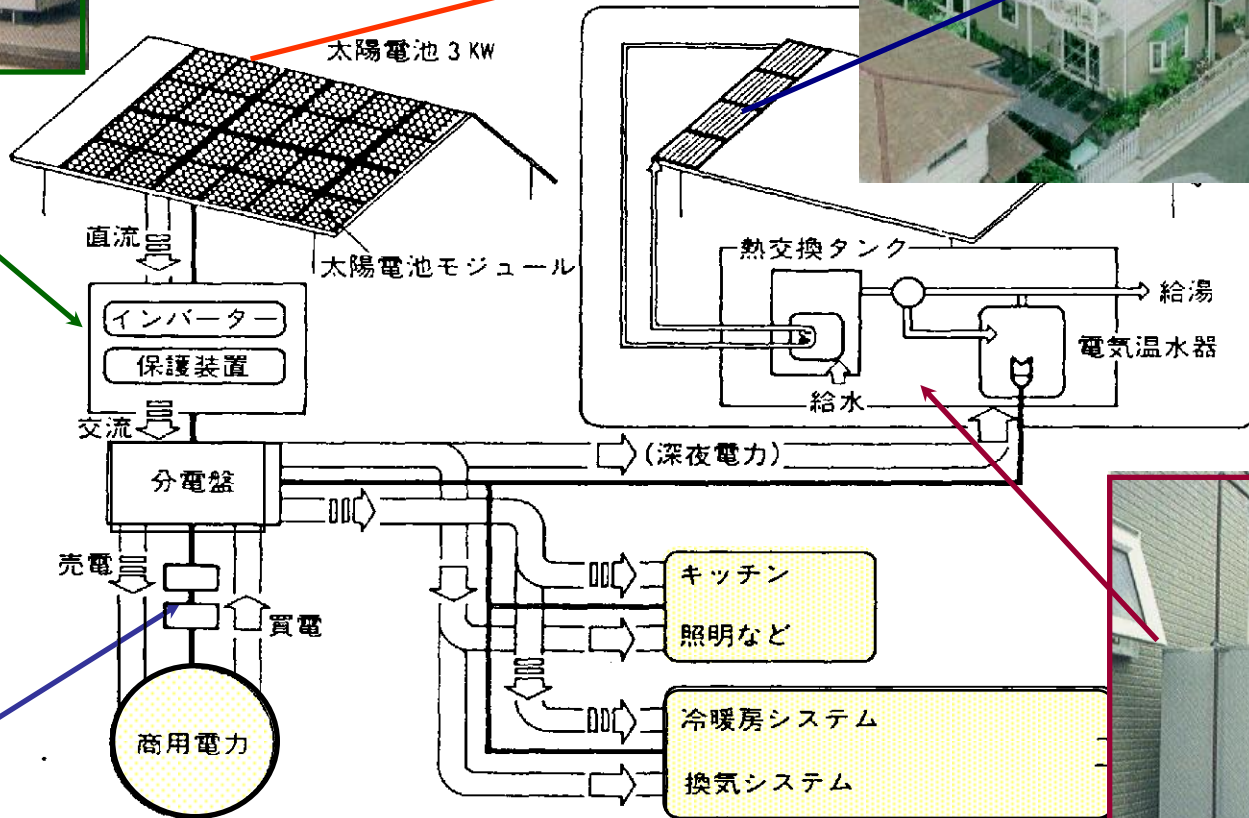 太陽電池 3 KW
直流
太陽電池モジュール
インバーター
保護装置
交流
分電盤
売電
買電
商用電力
熱交換タンク
給湯
電気温水器
給水
(深夜電力)
キッチン
照明など
冷暖房システム
換気システム